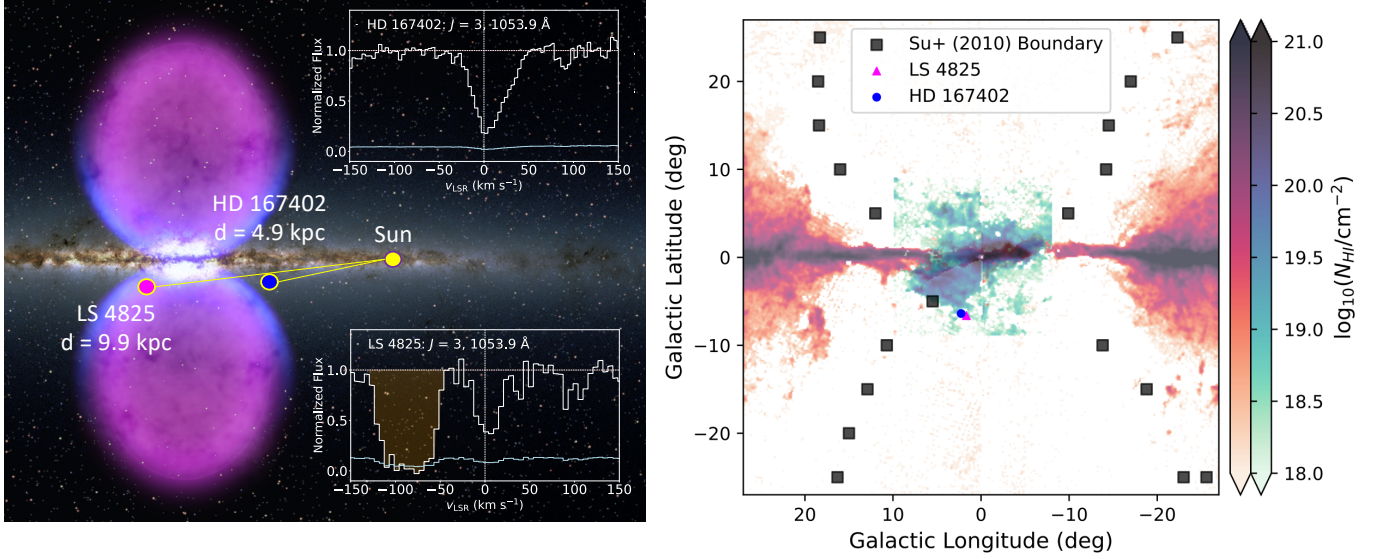 HD 167402: J = 3, 1053.9 Å
Normalized Flux
1.0
0.5
0.0
−150 −100 −50 0 50 100 150
vLSR (km s−1)
HD 167402
d = 4.9 kpc
Sun
LS 4825
d = 9.9 kpc
LS 4825: J = 3, 1053.9 Å
Normalized Flux
1.0
0.5
0.0
−150 −100 −50 0 50 100 150
vLSR (km s−1)
Su+ (2010) Boundary
LS 4825
HD 167402
Galactic Latitude (deg)
20
10
0
−10
−20
20 10 0 −10 −20
Galactic Longitude (deg)
21.0
20.5
20.0
19.5
19.0
18.5
18.0
log10(NHI/cm−2)